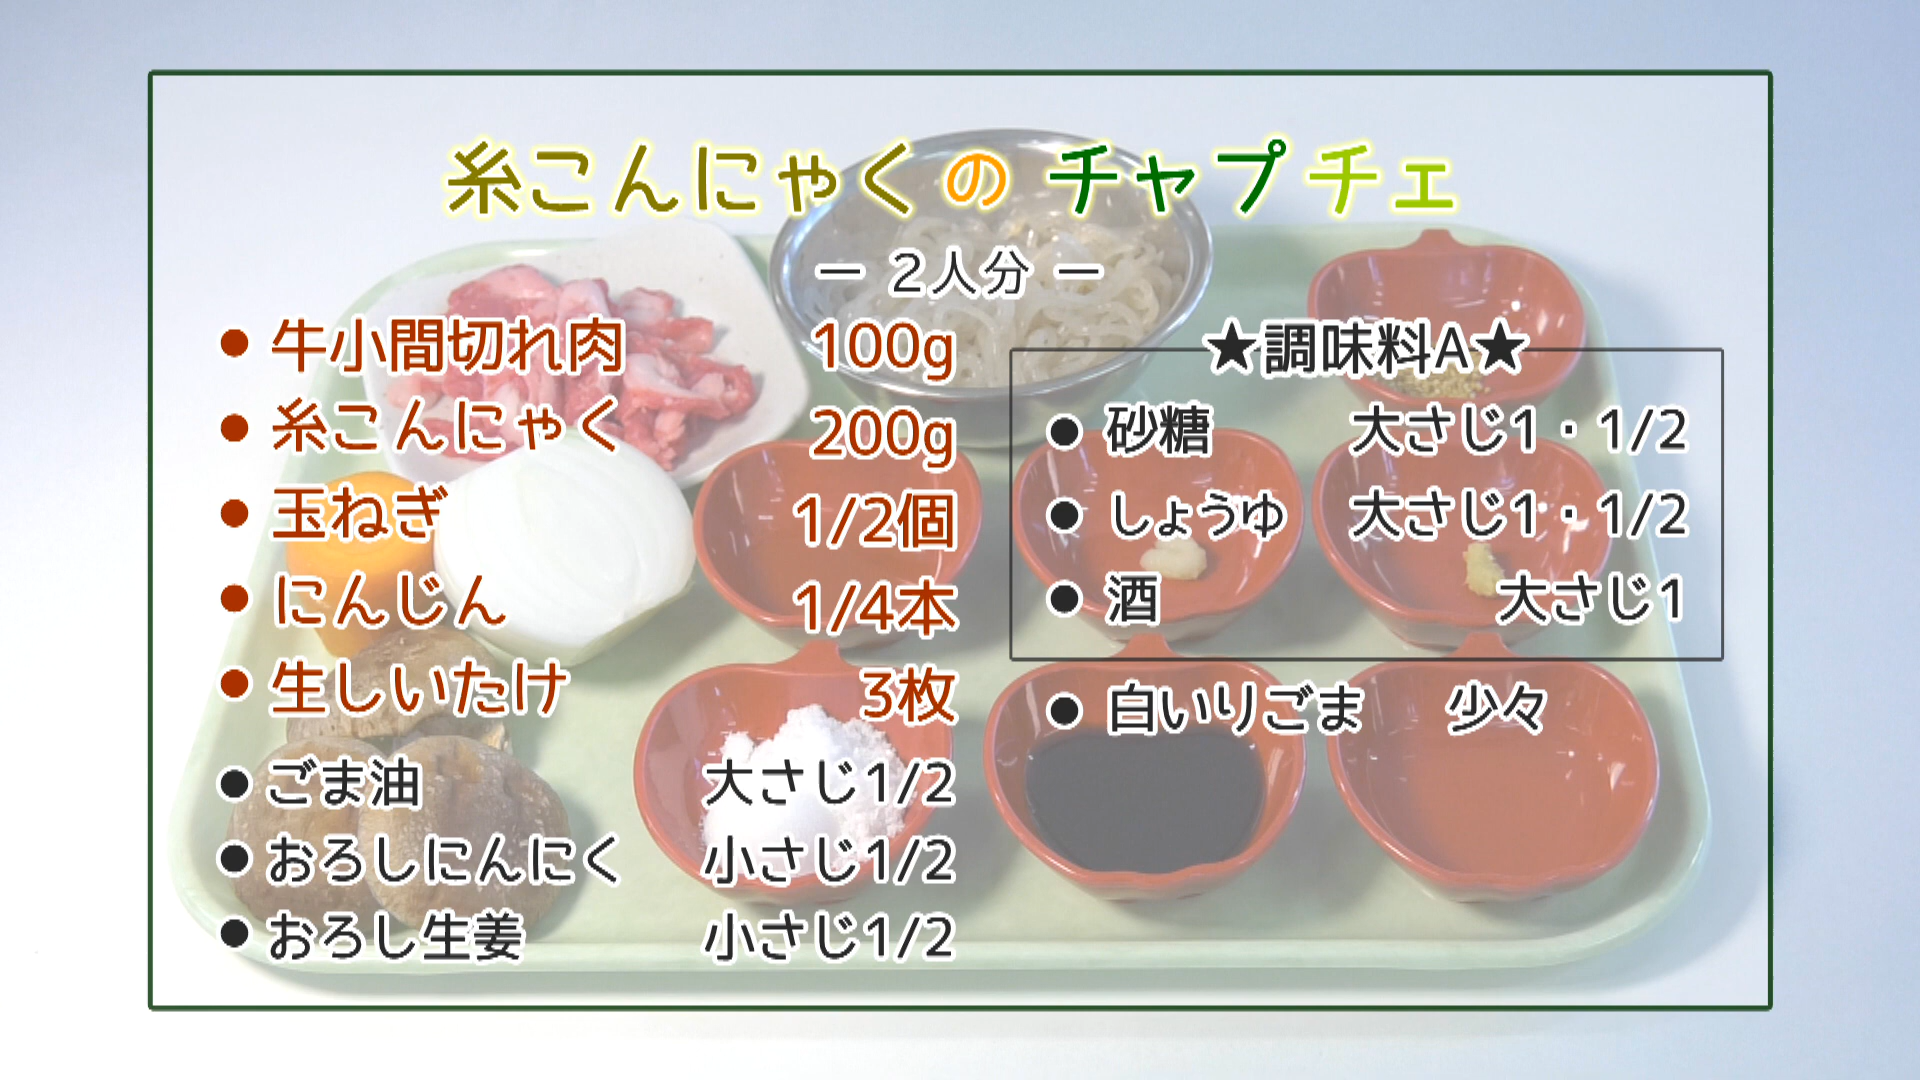 糸こんにゃくの チャプチェ
― 2人分 ―
● 牛小間切れ肉 100g
● 糸こんにゃく 200g
● 玉ねぎ 1/2個
● にんじん 1/4本
● 生しいたけ 3枚
● ごま油 大さじ1/2
● おろしにんにく 小さじ1/2
● おろし生姜 小さじ1/2
★調味料A★
● 砂糖 大さじ1・1/2
● しょうゆ 大さじ1・1/2
● 酒 大さじ1
● 白いりごま 少々